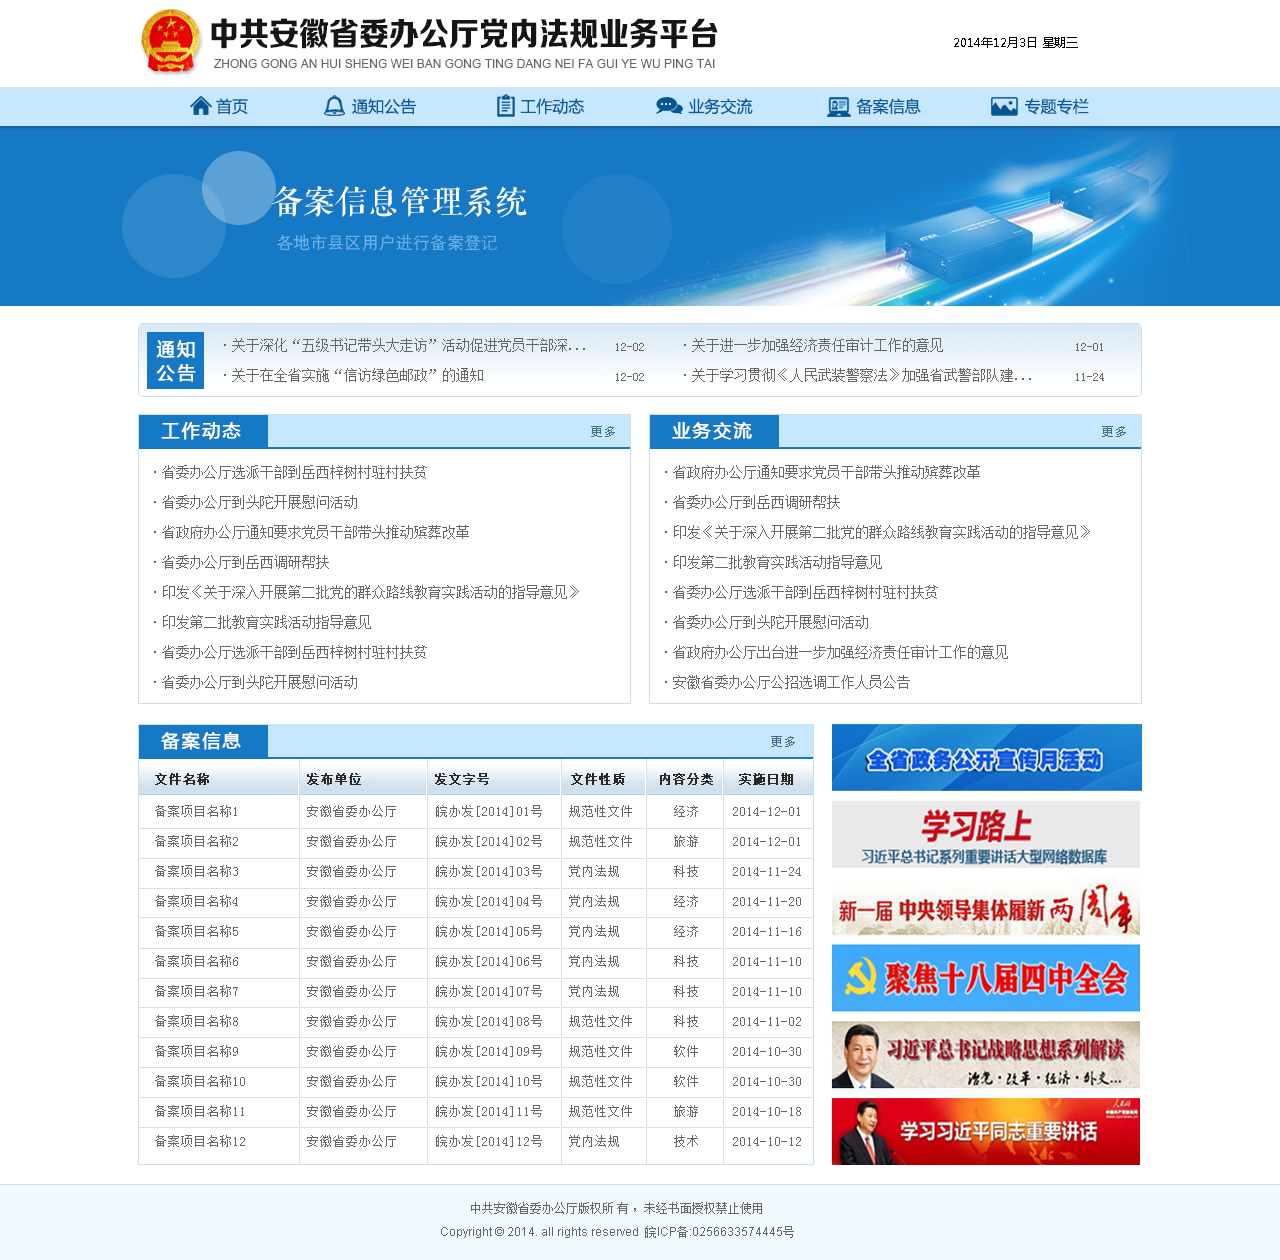 中共安徽省委办公厅党内法规业务平台
ZHONG GONG AN HUI SHENG WEI BAN GONG TING DANG NEI FA GUI YE WU PING TAI
2014年12月3日 星期三
首页 通知公告 工作动态 业务交流 备案信息 专题专栏
备案信息管理系统
各地市县区用户进行备案登记
通知公告
· 关于深化“五级书记带头大走访”活动促进党员干部深... 12-02
· 关于进一步加强经济责任审计工作的意见 12-01
· 关于在全省实施“信访绿色邮政”的通知 12-02
· 关于学习贯彻《人民武装警察法》加强省武警部队建... 11-24
工作动态 更多
· 省委办公厅选派干部到岳西梓树村驻村扶贫
· 省委办公厅到头陀开展慰问活动
· 省政府办公厅通知要求党员干部带头推动殡葬改革
· 省委办公厅到岳西调研帮扶
· 印发《关于深入开展第二批党的群众路线教育实践活动的指导意见》
· 印发第二批教育实践活动指导意见
· 省委办公厅选派干部到岳西梓树村驻村扶贫
· 省委办公厅到头陀开展慰问活动
业务交流 更多
· 省政府办公厅通知要求党员干部带头推动殡葬改革
· 省委办公厅到岳西调研帮扶
· 印发《关于深入开展第二批党的群众路线教育实践活动的指导意见》
· 印发第二批教育实践活动指导意见
· 省委办公厅选派干部到岳西梓树村驻村扶贫
· 省委办公厅到头陀开展慰问活动
· 省政府办公厅出台进一步加强经济责任审计工作的意见
· 安徽省委办公厅公招选调工作人员公告
备案信息 更多
文件名称 发布单位 发文字号 文件性质 内容分类 实施日期
备案项目名称1 安徽省委办公厅 皖办发[2014]01号 规范性文件 经济 2014-12-01
备案项目名称2 安徽省委办公厅 皖办发[2014]02号 规范性文件 旅游 2014-12-01
备案项目名称3 安徽省委办公厅 皖办发[2014]03号 党内法规 科技 2014-11-24
备案项目名称4 安徽省委办公厅 皖办发[2014]04号 党内法规 经济 2014-11-20
备案项目名称5 安徽省委办公厅 皖办发[2014]05号 党内法规 经济 2014-11-16
备案项目名称6 安徽省委办公厅 皖办发[2014]06号 党内法规 科技 2014-11-10
备案项目名称7 安徽省委办公厅 皖办发[2014]07号 党内法规 科技 2014-11-10
备案项目名称8 安徽省委办公厅 皖办发[2014]08号 规范性文件 科技 2014-11-02
备案项目名称9 安徽省委办公厅 皖办发[2014]09号 规范性文件 软件 2014-10-30
备案项目名称10 安徽省委办公厅 皖办发[2014]10号 规范性文件 软件 2014-10-30
备案项目名称11 安徽省委办公厅 皖办发[2014]11号 规范性文件 旅游 2014-10-18
备案项目名称12 安徽省委办公厅 皖办发[2014]12号 党内法规 技术 2014-10-12
全省政务公开宣传月活动
学习路上
习近平总书记系列重要讲话大型网络数据库
新一届 中央领导集体履新 两周年
聚焦十八届四中全会
习近平总书记战略思想系列解读
治党·改革·经济·外交...
学习习近平同志重要讲话
中共安徽省委办公厅版权所 有 ，未经书面授权禁止使用
Copyright © 2014. all rights reserved 皖ICP备:0256633574445号